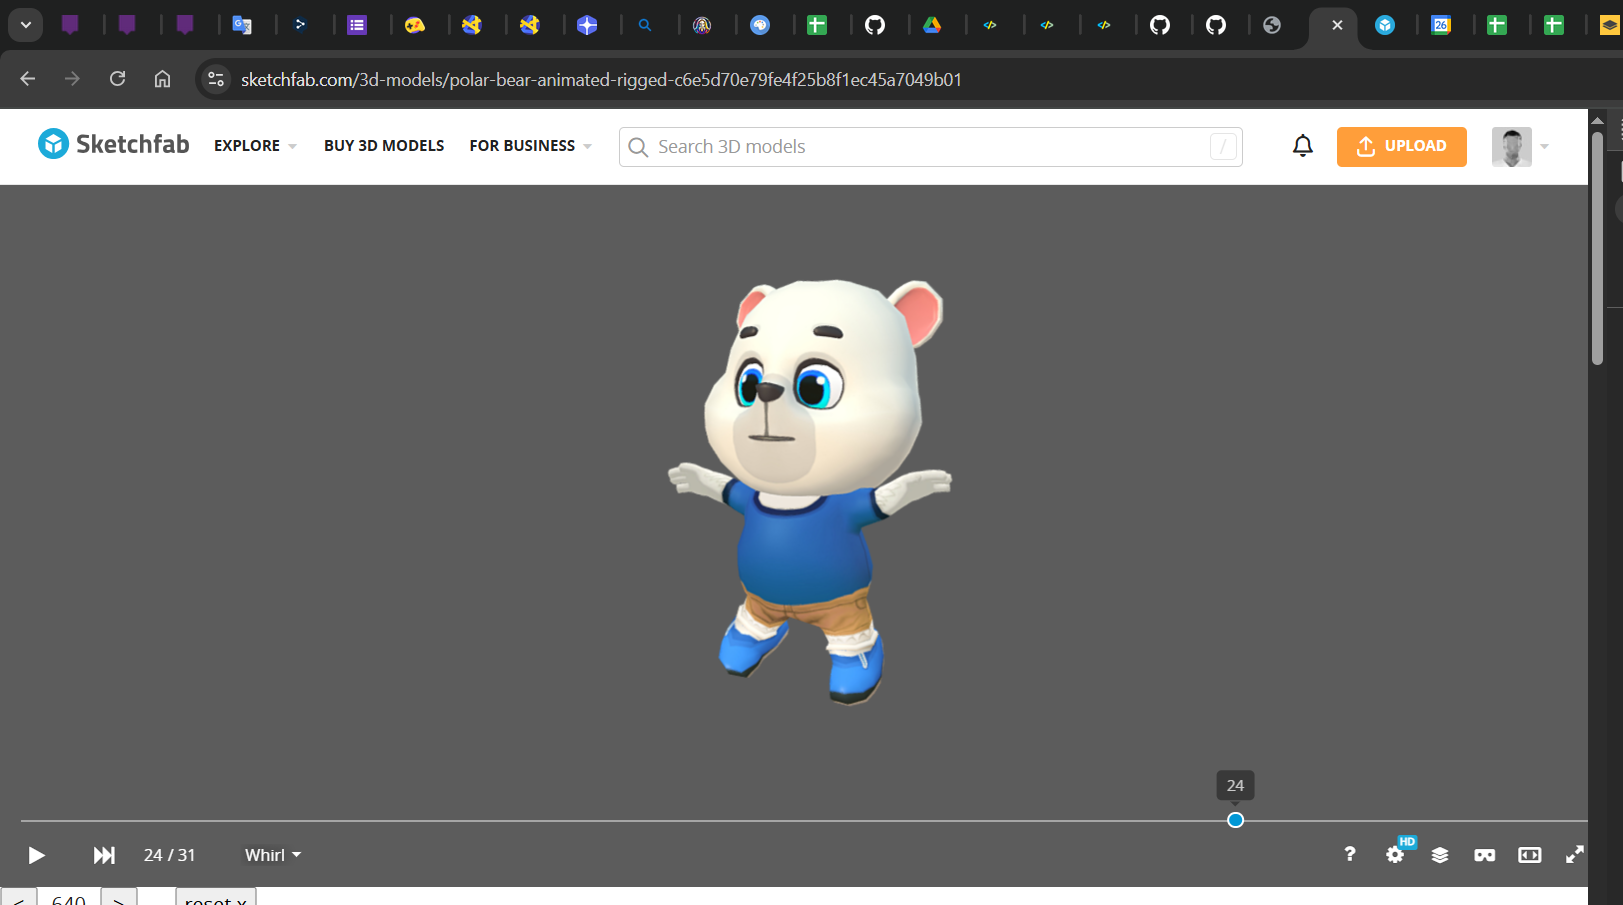 sketchfab.com/3d-models/polar-bear-animated-rigged-c6e5d70e79fe4f25b8f1ec45a7049b01
Sketchfab EXPLORE BUY 3D MODELS FOR BUSINESS Search 3D models / UPLOAD
24
24 / 31 Whirl ? HD
< 640 > reset x